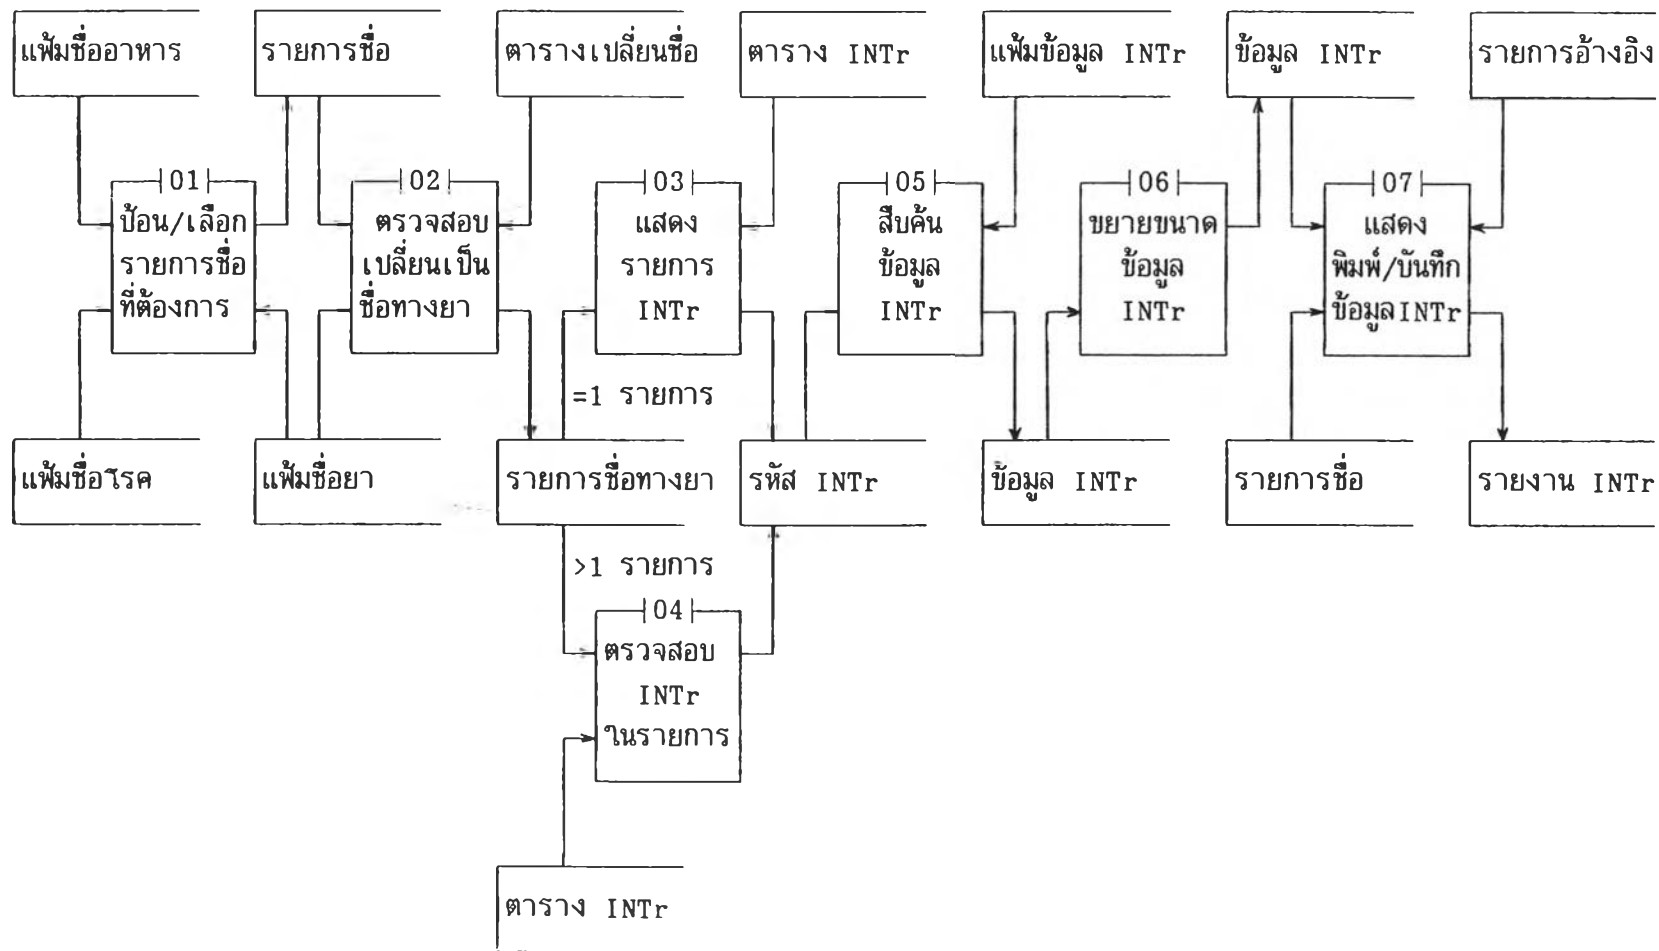 แฟ้มชื่ออาหาร
รายการชื่อ
ตารางเปลี่ยนชื่อ
ตาราง INTr
แฟ้มข้อมูล INTr
ข้อมูล INTr
รายการอ้างอิง
01
ป้อน/เลือก
รายการชื่อ
ที่ต้องการ
02
ตรวจสอบ
เปลี่ยนเป็น
ชื่อทางยา
03
แสดง
รายการ
INTr
05
สืบค้น
ข้อมูล
INTr
06
ขยายขนาด
ข้อมูล
INTr
07
แสดง
พิมพ์/บันทึก
ข้อมูลINTr
=1 รายการ
แฟ้มชื่อโรค
แฟ้มชื่อยา
รายการชื่อทางยา
รหัส INTr
ข้อมูล INTr
รายการชื่อ
รายงาน INTr
>1 รายการ
04
ตรวจสอบ
INTr
ในรายการ
ตาราง INTr